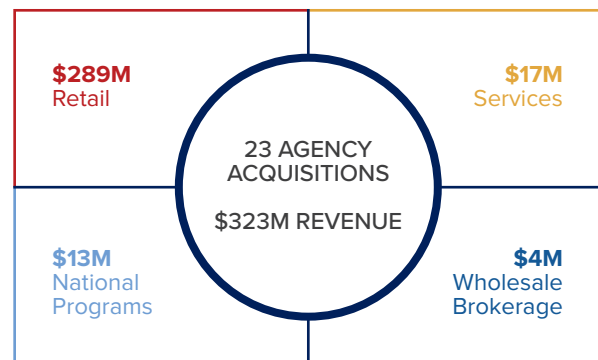 $289M
Retail
$17M
Services
23 AGENCY
ACQUISITIONS
$323M REVENUE
$13M
National
Programs
$4M
Wholesale
Brokerage